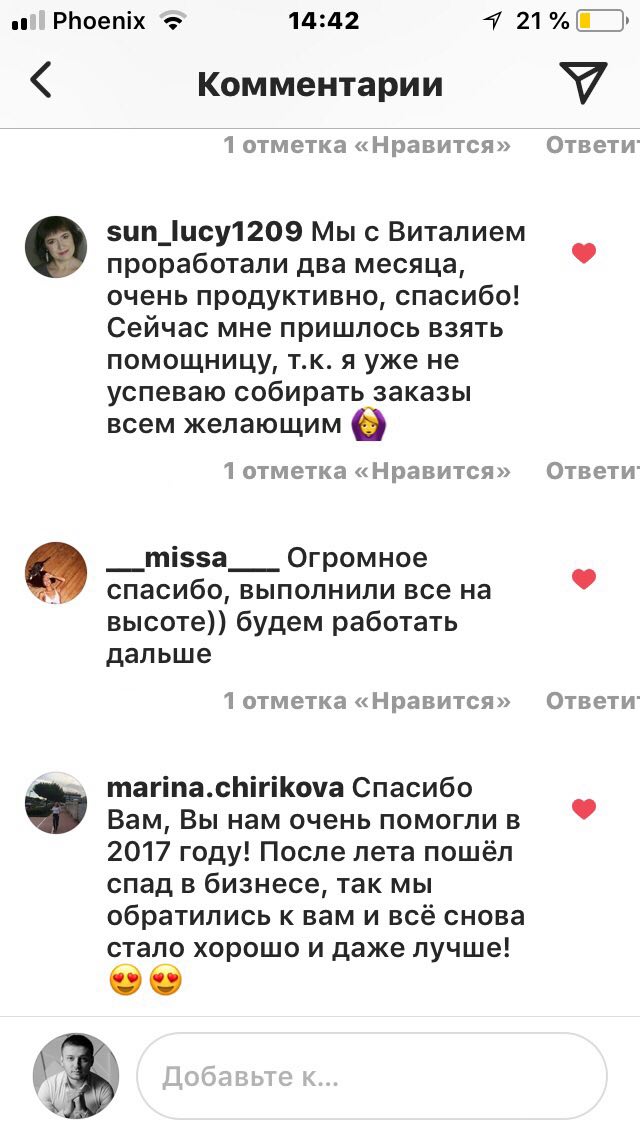 Phoenix 14:42 21 %
Комментарии
1 отметка «Нравится» Ответит
sun_lucy1209 Мы с Виталием
проработали два месяца,
очень продуктивно, спасибо!
Сейчас мне пришлось взять
помощницу, т.к. я уже не
успеваю собирать заказы
всем желающим 🙆
1 отметка «Нравится» Ответит
___missa____ Огромное
спасибо, выполнили все на
высоте)) будем работать
дальше
1 отметка «Нравится» Ответит
marina.chirikova Спасибо
Вам, Вы нам очень помогли в
2017 году! После лета пошёл
спад в бизнесе, так мы
обратились к вам и всё снова
стало хорошо и даже лучше!
😍😍
Добавьте к...